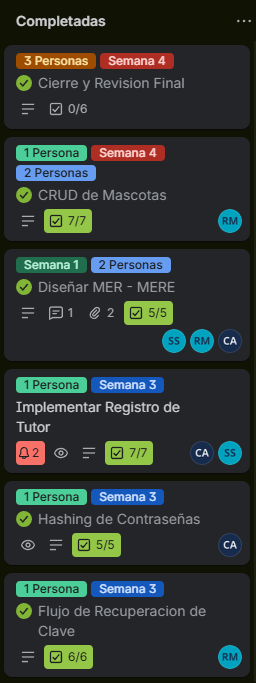 Completadas ...
3 Personas Semana 4
Cierre y Revision Final
0/6
1 Persona Semana 4
2 Personas
CRUD de Mascotas
7/7 RM
Semana 1 2 Personas
Diseñar MER - MERE
1 2 5/5
SS RM CA
1 Persona Semana 3
Implementar Registro de
Tutor
2 7/7 CA SS
1 Persona Semana 3
Hashing de Contraseñas
5/5 CA
1 Persona Semana 3
Flujo de Recuperacion de
Clave
6/6 RM